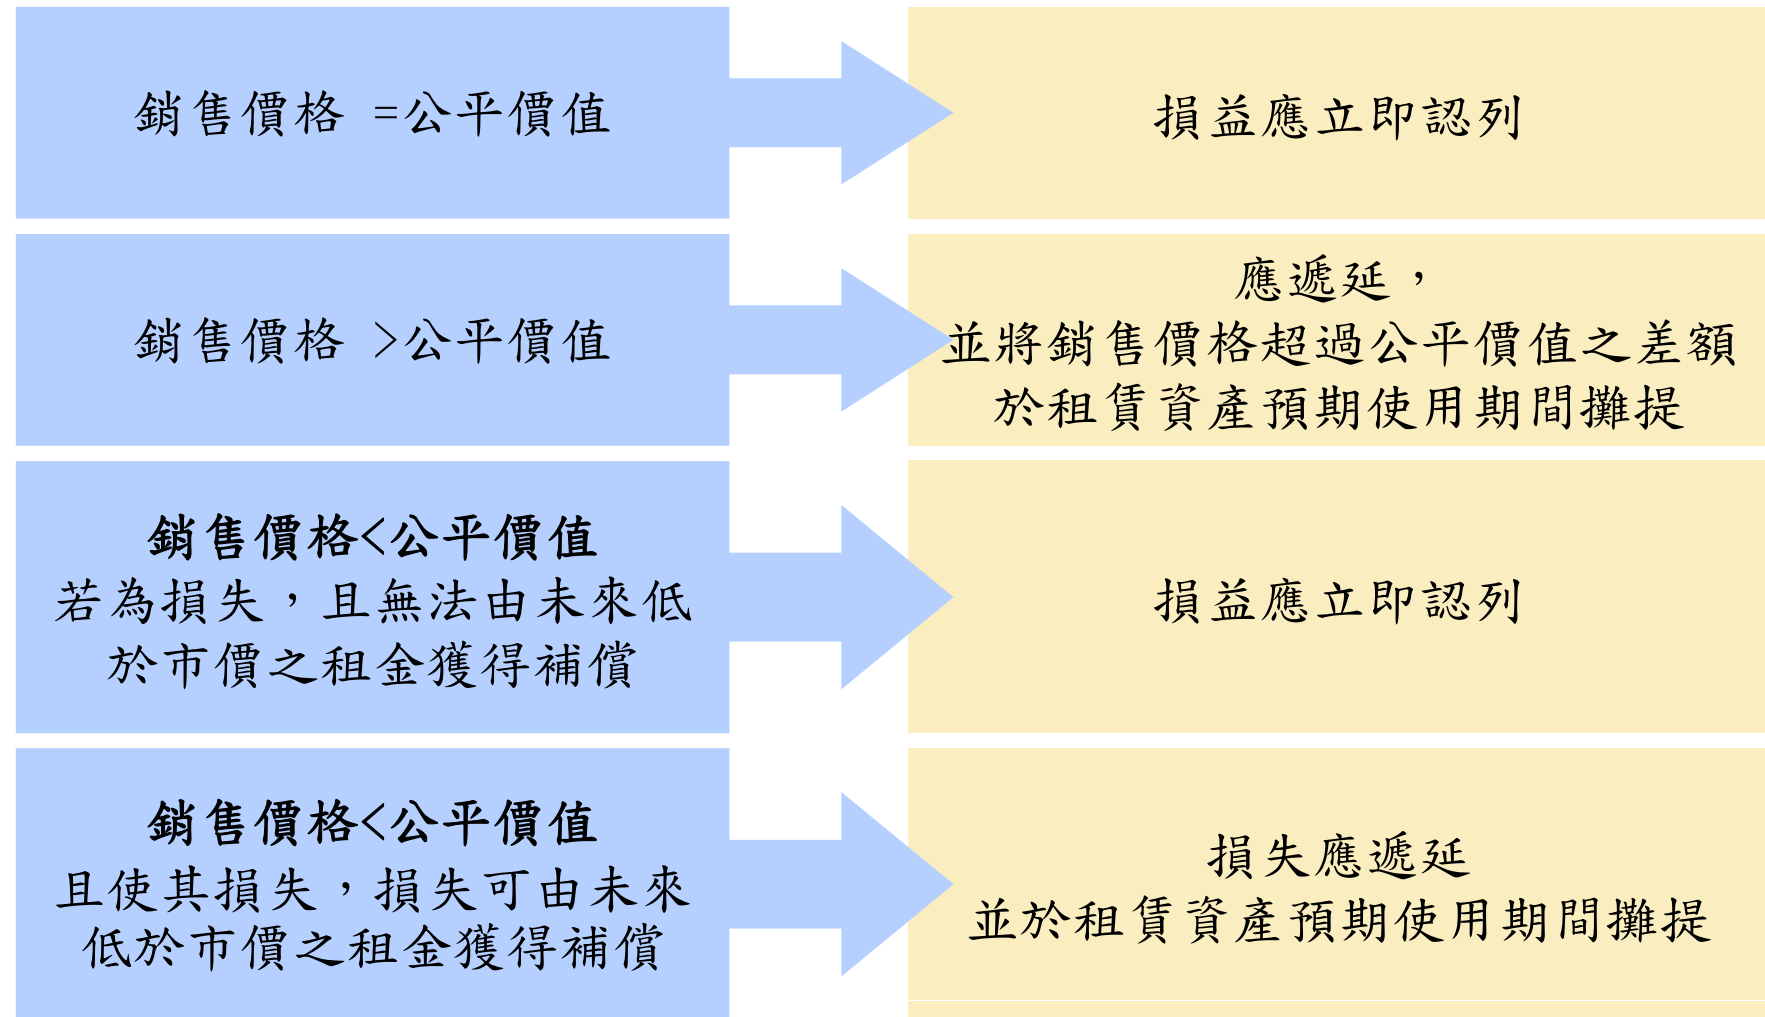 銷售價格 =公平價值
損益應立即認列
銷售價格 >公平價值
應遞延，
並將銷售價格超過公平價值之差額
於租賃資產預期使用期間攤提
銷售價格<公平價值
若為損失，且無法由未來低
於市價之租金獲得補償
損益應立即認列
銷售價格<公平價值
且使其損失，損失可由未來
低於市價之租金獲得補償
損失應遞延
並於租賃資產預期使用期間攤提